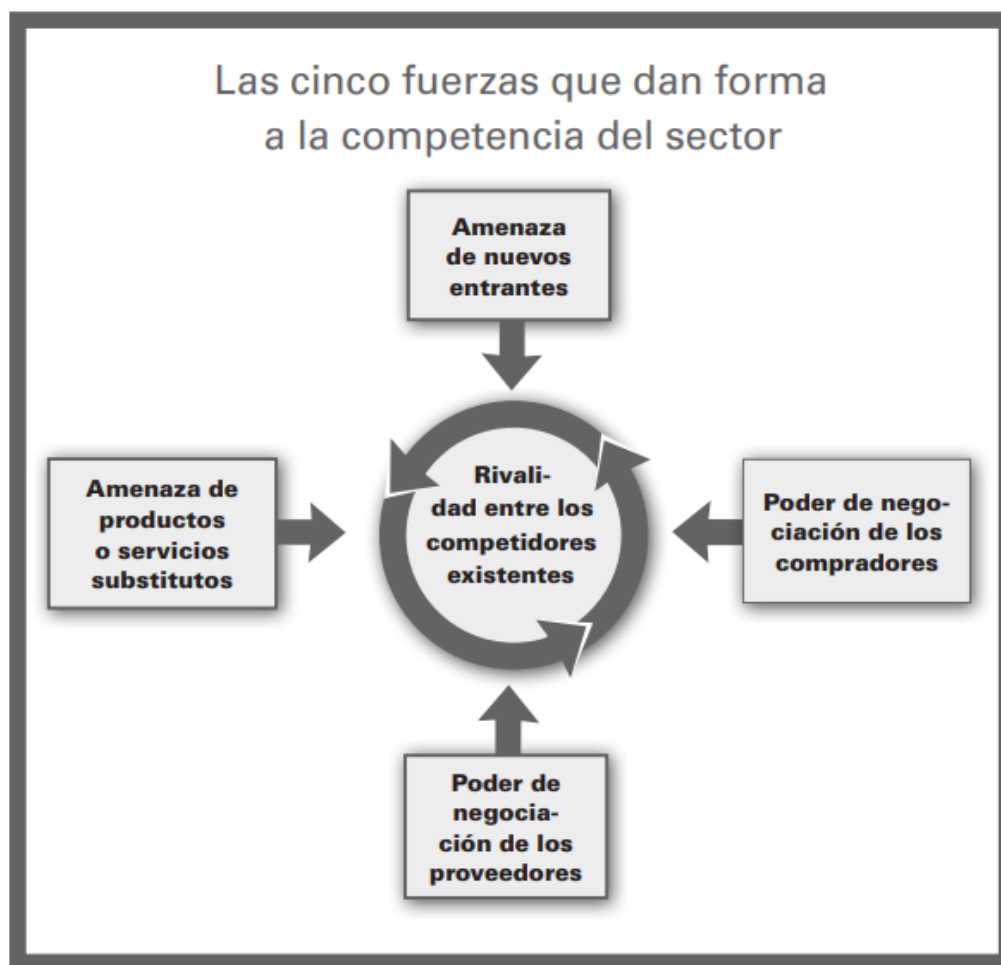 Las cinco fuerzas que dan forma
a la competencia del sector
Amenaza
de nuevos
entrantes
Amenaza de
productos
o servicios
substitutos
Rivali-
dad entre los
competidores
existentes
Poder de nego-
ciación de los
compradores
Poder de
negocia-
ción de los
proveedores